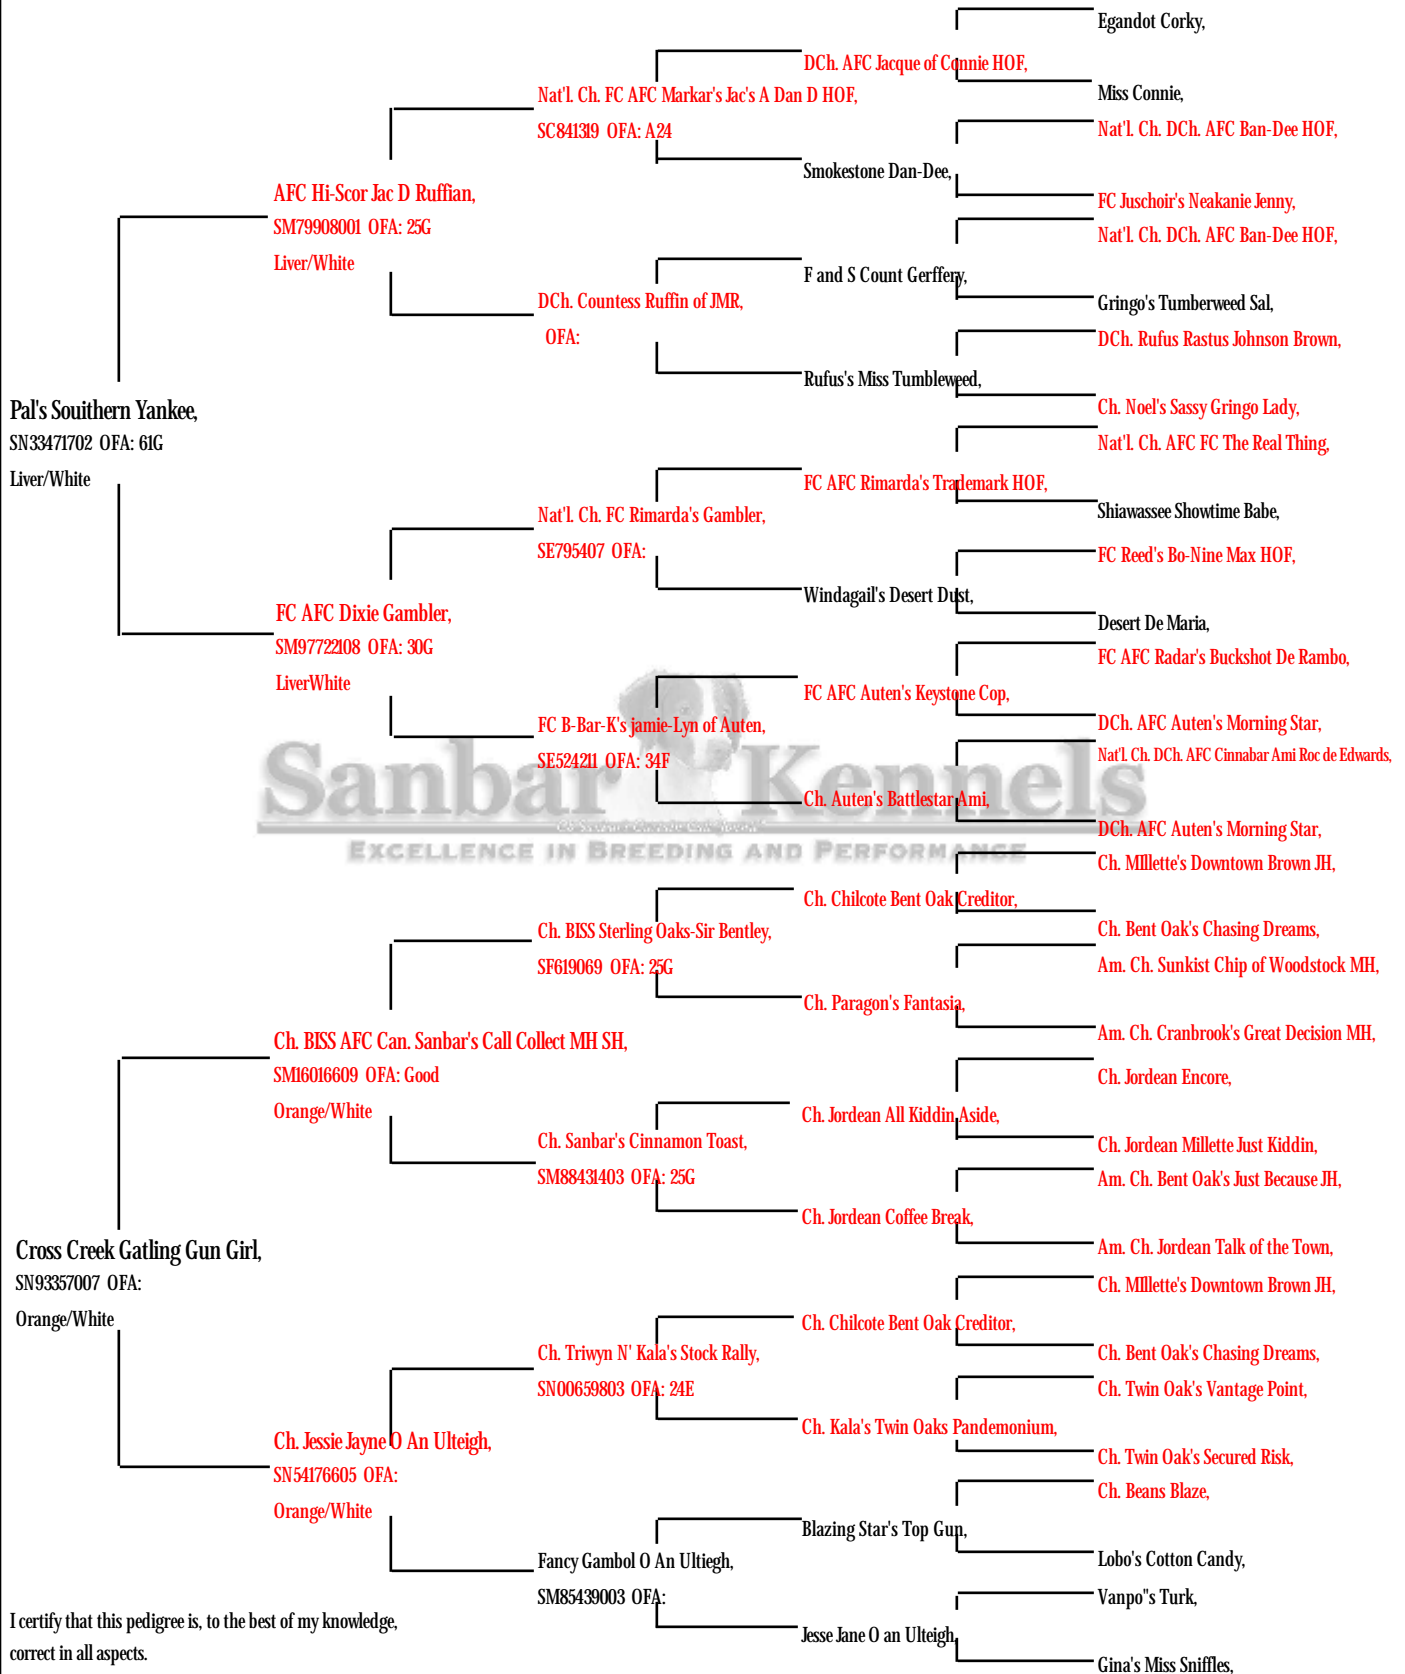 Egandot Corky,
DCh. AFC Jacque of Connie HOF,
Miss Connie,
Nat'l. Ch. FC AFC Markar's Jac's A Dan D HOF,
SC841319 OFA: A24
Nat'l. Ch. DCh. AFC Ban-Dee HOF,
Smokestone Dan-Dee,
FC Juschoir's Neakanie Jenny,
AFC Hi-Scor Jac D Ruffian,
SM79908001 OFA: 25G
Liver/White
Nat'l. Ch. DCh. AFC Ban-Dee HOF,
F and S Count Gerffery,
Gringo's Tumberweed Sal,
DCh. Countess Ruffin of JMR,
OFA:
DCh. Rufus Rastus Johnson Brown,
Rufus's Miss Tumbleweed,
Ch. Noel's Sassy Gringo Lady,
Pal's Souithern Yankee,
SN33471702 OFA: 61G
Liver/White
Nat'l. Ch. AFC FC The Real Thing,
FC AFC Rimarda's Trademark HOF,
Shiawassee Showtime Babe,
Nat'l. Ch. FC Rimarda's Gambler,
SE795407 OFA:
FC Reed's Bo-Nine Max HOF,
Windagail's Desert Dust,
Desert De Maria,
FC AFC Dixie Gambler,
SM97722108 OFA: 30G
LiverWhite
FC AFC Radar's Buckshot De Rambo,
FC AFC Auten's Keystone Cop,
DCh. AFC Auten's Morning Star,
FC B-Bar-K's jamie-Lyn of Auten,
SE524211 OFA: 34F
Nat'l. Ch. DCh. AFC Cinnabar Ami Roc de Edwards,
Ch. Auten's Battlestar Ami,
DCh. AFC Auten's Morning Star,
Sanbar Kennels
EXCELLENCE IN BREEDING AND PERFORMANCE
Ch. MIllette's Downtown Brown JH,
Ch. Chilcote Bent Oak Creditor,
Ch. Bent Oak's Chasing Dreams,
Ch. BISS Sterling Oaks-Sir Bentley,
SF619069 OFA: 25G
Am. Ch. Sunkist Chip of Woodstock MH,
Ch. Paragon's Fantasia,
Am. Ch. Cranbrook's Great Decision MH,
Ch. BISS AFC Can. Sanbar's Call Collect MH SH,
SM16016609 OFA: Good
Orange/White
Ch. Jordean Encore,
Ch. Jordean All Kiddin Aside,
Ch. Jordean Millette Just Kiddin,
Ch. Sanbar's Cinnamon Toast,
SM88431403 OFA: 25G
Am. Ch. Bent Oak's Just Because JH,
Ch. Jordean Coffee Break,
Am. Ch. Jordean Talk of the Town,
Cross Creek Gatling Gun Girl,
SN93357007 OFA:
Orange/White
Ch. MIllette's Downtown Brown JH,
Ch. Chilcote Bent Oak Creditor,
Ch. Bent Oak's Chasing Dreams,
Ch. Triwyn N' Kala's Stock Rally,
SN00659803 OFA: 24E
Ch. Twin Oak's Vantage Point,
Ch. Kala's Twin Oaks Pandemonium,
Ch. Twin Oak's Secured Risk,
Ch. Jessie Jayne O An Ulteigh,
SN54176605 OFA:
Orange/White
Ch. Beans Blaze,
Blazing Star's Top Gun,
Lobo's Cotton Candy,
Fancy Gambol O An Ultiegh,
SM85439003 OFA:
Vanpo"s Turk,
Jesse Jane O an Ulteigh,
Gina's Miss Sniffles,
I certify that this pedigree is, to the best of my knowledge,
correct in all aspects.